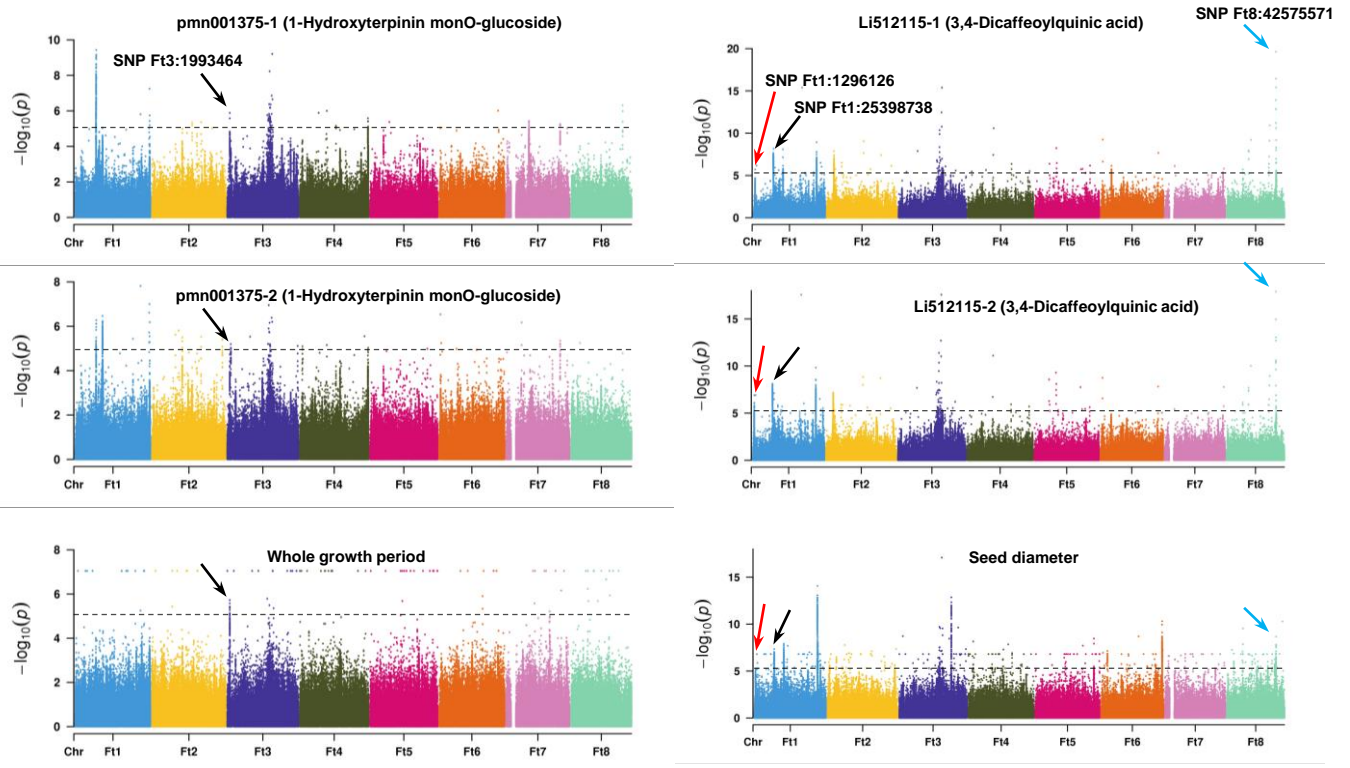 pmn001375-1 (1-Hydroxyterpinin monO-glucoside)
SNP Ft3:1993464
10
8
6
4
2
0
−log10(p)
Chr Ft1 Ft2 Ft3 Ft4 Ft5 Ft6 Ft7 Ft8
SNP Ft8:42575571
Li512115-1 (3,4-Dicaffeoylquinic acid)
SNP Ft1:1296126
SNP Ft1:25398738
20
15
10
5
0
−log10(p)
Chr Ft1 Ft2 Ft3 Ft4 Ft5 Ft6 Ft7 Ft8
pmn001375-2 (1-Hydroxyterpinin monO-glucoside)
8
6
4
2
0
−log10(p)
Chr Ft1 Ft2 Ft3 Ft4 Ft5 Ft6 Ft7 Ft8
Li512115-2 (3,4-Dicaffeoylquinic acid)
15
10
5
0
−log10(p)
Chr Ft1 Ft2 Ft3 Ft4 Ft5 Ft6 Ft7 Ft8
Whole growth period
8
6
4
2
0
−log10(p)
Chr Ft1 Ft2 Ft3 Ft4 Ft5 Ft6 Ft7 Ft8
Seed diameter
15
10
5
0
−log10(p)
Chr Ft1 Ft2 Ft3 Ft4 Ft5 Ft6 Ft7 Ft8